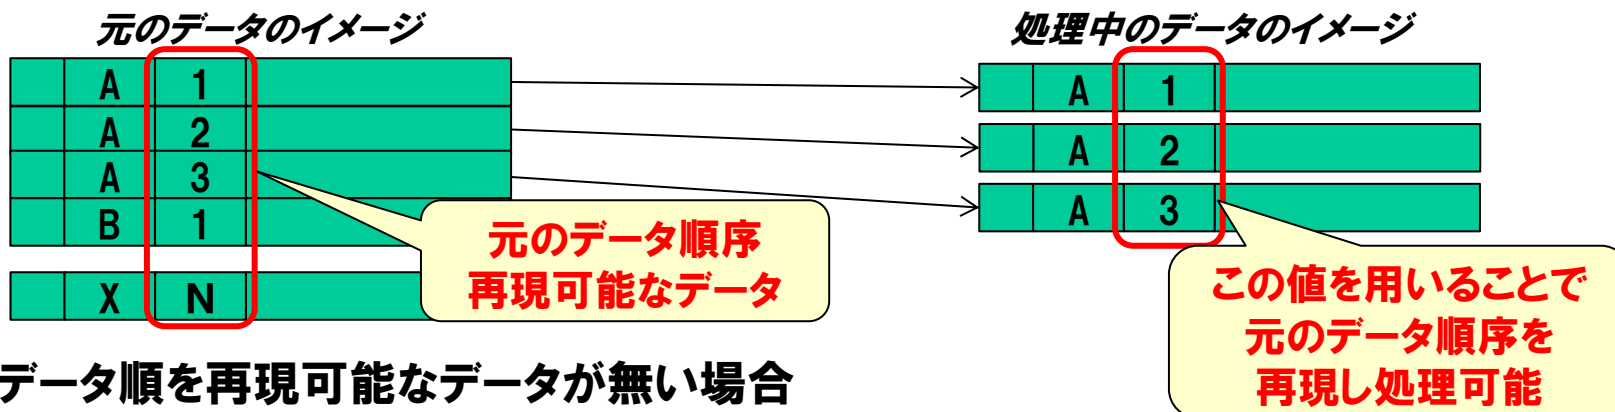 元のデータのイメージ
処理中のデータのイメージ
A 1
A 2
A 3
B 1
X N
A 1
A 2
A 3
元のデータ順序
再現可能なデータ
この値を用いることで
元のデータ順序を
再現し処理可能
データ順を再現可能なデータが無い場合